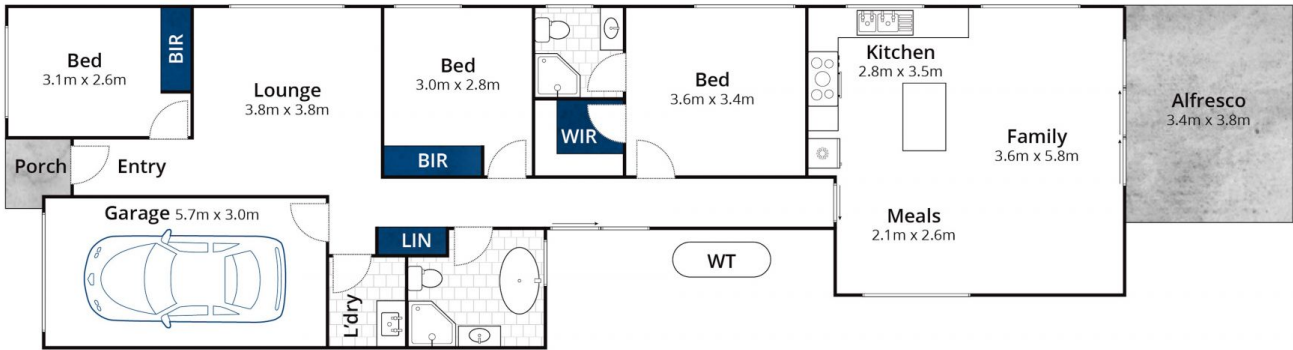 Bed
3.1m x 2.6m
BIR
Lounge
3.8m x 3.8m
Bed
3.0m x 2.8m
BIR
WIR
Bed
3.6m x 3.4m
Kitchen
2.8m x 3.5m
Family
3.6m x 5.8m
Alfresco
3.4m x 3.8m
Porch
Entry
Garage 5.7m x 3.0m
LIN
L'dry
WT
Meals
2.1m x 2.6m